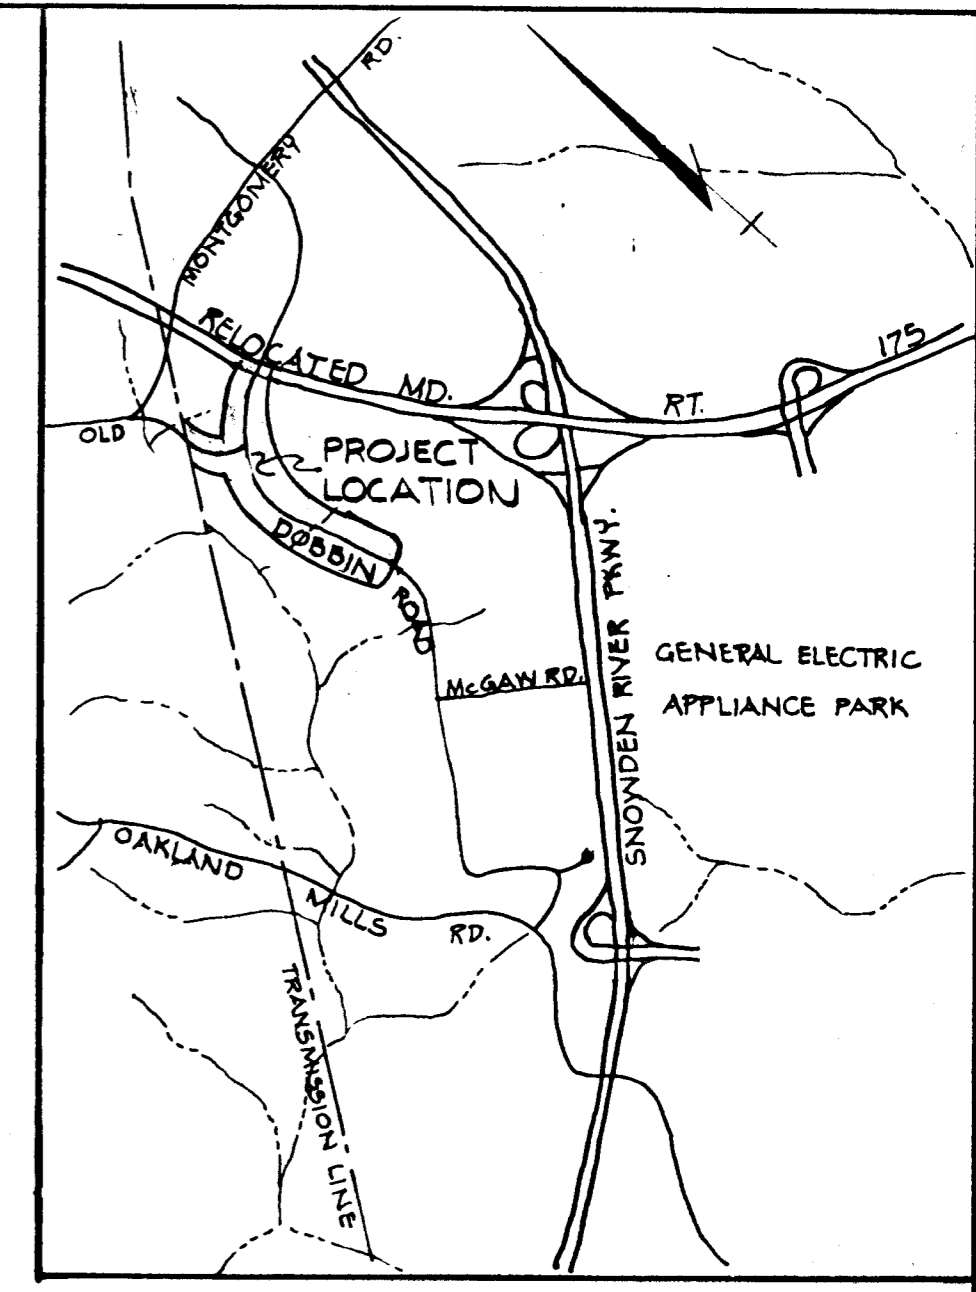 MONTGOMERY RD.
RELOCATED MD. RT. 175
OLD
PROJECT
LOCATION
DOBBIN ROAD
SNOWDEN RIVER PKWY.
McGAW RD.
GENERAL ELECTRIC
APPLIANCE PARK
OAKLAND MILLS RD.
TRANSMISSION LINE